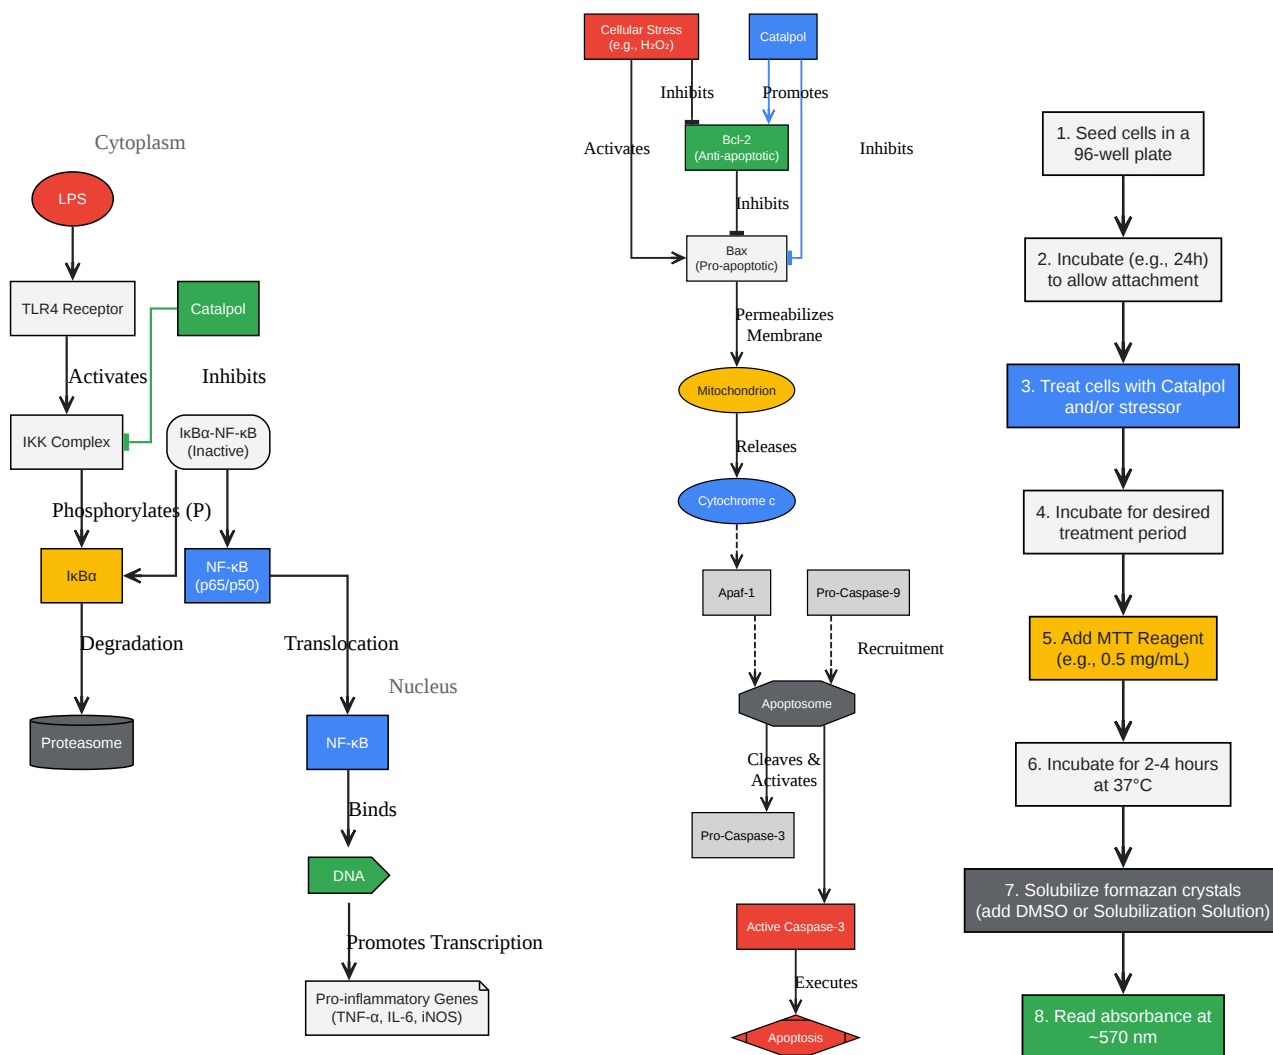 Cytoplasm
LPS
TLR4 Receptor
Catalpol
Activates
Inhibits
IKK Complex
IκBα-NF-κB
(Inactive)
Phosphorylates (P)
IκBα
NF-κB
(p65/p50)
Degradation
Translocation
Nucleus
Proteasome
NF-κB
Binds
DNA
Promotes Transcription
Pro-inflammatory Genes
(TNF-α, IL-6, iNOS)
Cellular Stress
(e.g., H₂O₂)
Catalpol
Inhibits
Promotes
Activates
Bcl-2
(Anti-apoptotic)
Inhibits
Inhibits
Bax
(Pro-apoptotic)
Permeabilizes
Membrane
Mitochondrion
Releases
Cytochrome c
Apaf-1
Pro-Caspase-9
Recruitment
Apoptosome
Cleaves &
Activates
Pro-Caspase-3
Active Caspase-3
Executes
Apoptosis
1. Seed cells in a
96-well plate
2. Incubate (e.g., 24h)
to allow attachment
3. Treat cells with Catalpol
and/or stressor
4. Incubate for desired
treatment period
5. Add MTT Reagent
(e.g., 0.5 mg/mL)
6. Incubate for 2-4 hours
at 37°C
7. Solubilize formazan crystals
(add DMSO or Solubilization Solution)
8. Read absorbance at
~570 nm